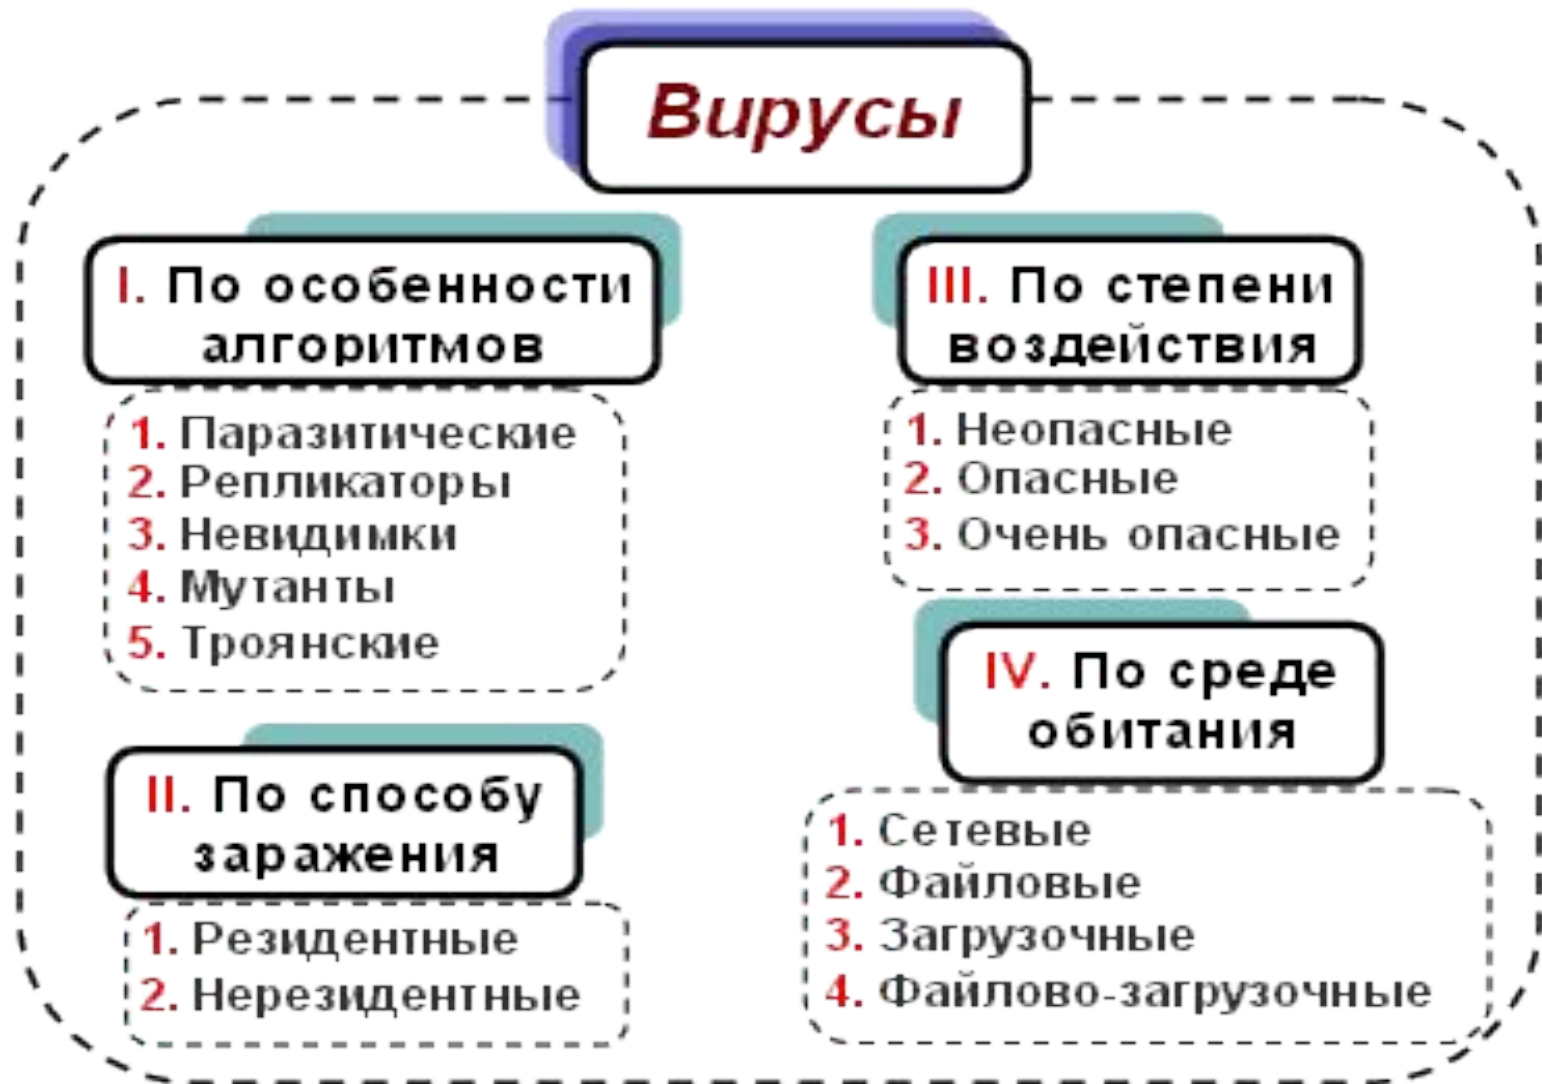 Вирусы
I. По особенности
алгоритмов
1. Паразитические
2. Репликаторы
3. Невидимки
4. Мутанты
5. Троянские
II. По способу
заражения
1. Резидентные
2. Нерезидентные
III. По степени
воздействия
1. Неопасные
2. Опасные
3. Очень опасные
IV. По среде
обитания
1. Сетевые
2. Файловые
3. Загрузочные
4. Файлово-загрузочные